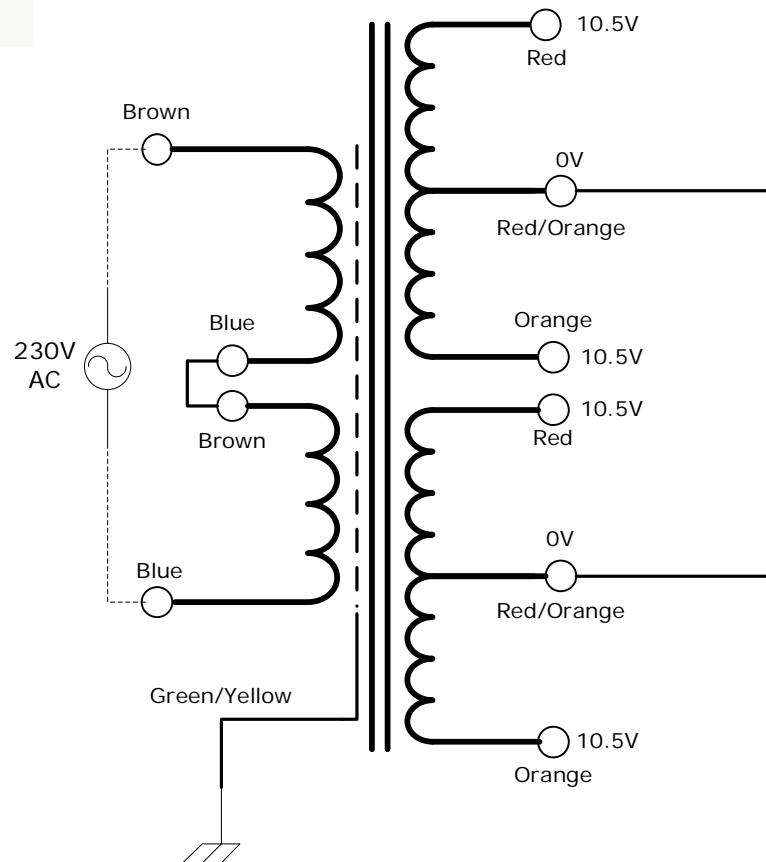 10.5V
Red
Brown
0V
Red/Orange
Blue
230V
AC
Orange
10.5V
Brown
10.5V
Red
0V
Blue
Red/Orange
Green/Yellow
10.5V
Orange